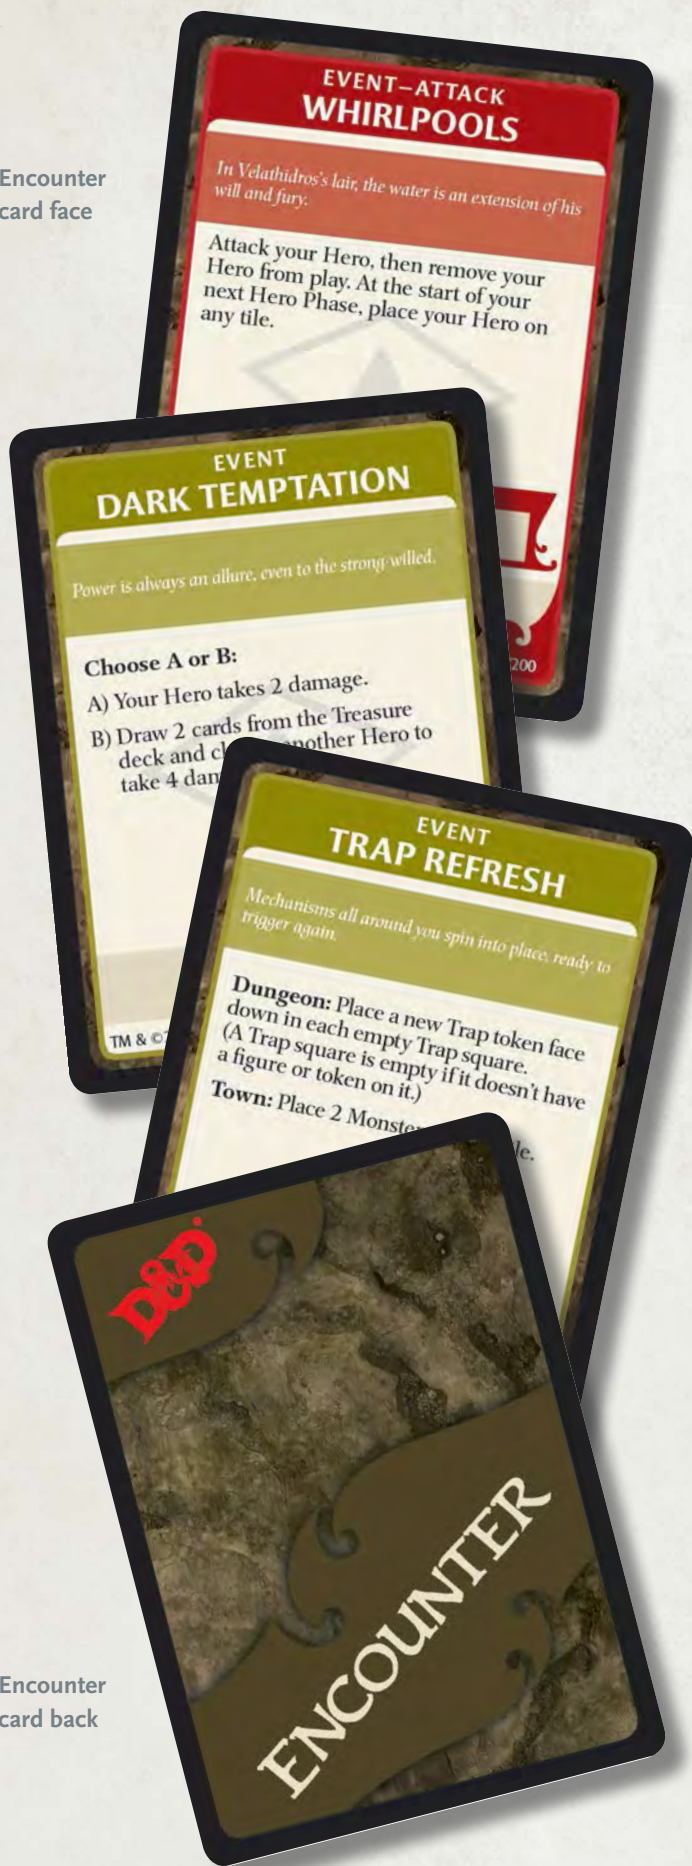 Encounter
card face
EVENT–ATTACK
WHIRLPOOLS
In Velathidros's lair, the water is an extension of his
will and fury.
Attack your Hero, then remove your
Hero from play. At the start of your
next Hero Phase, place your Hero on
any tile.
200
EVENT
DARK TEMPTATION
Power is always an allure, even to the strong-willed.
Choose A or B:
A) Your Hero takes 2 damage.
B) Draw 2 cards from the Treasure
deck and another Hero to
take 4
TM & ©
EVENT
TRAP REFRESH
Mechanisms all around you spin into place, ready to
trigger again.
Dungeon: Place a new Trap token face
down in each empty Trap square.
(A Trap square is empty if it doesn't have
a figure or token on it.)
Town: Place 2
D&D
ENCOUNTER
Encounter
card back